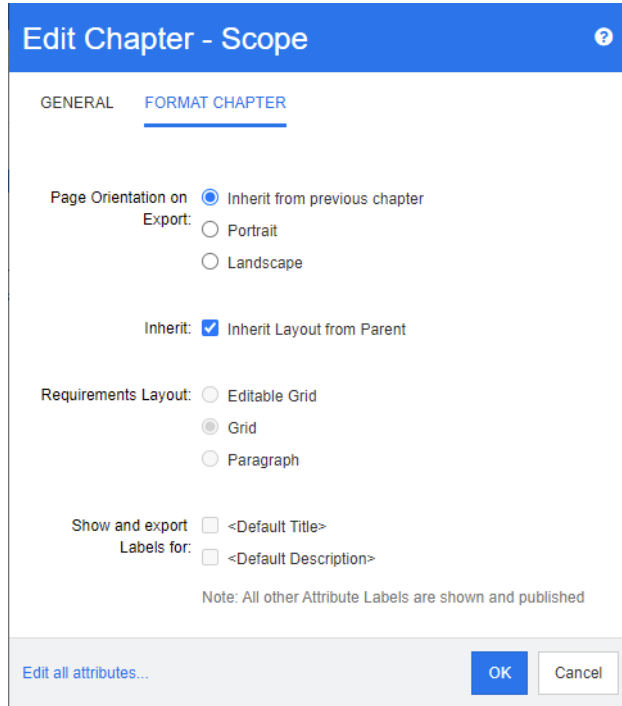 Edit Chapter - Scope
GENERAL FORMAT CHAPTER
Page Orientation on Export:
Inherit from previous chapter
Portrait
Landscape
Inherit:
Inherit Layout from Parent
Requirements Layout:
Editable Grid
Grid
Paragraph
Show and export
Labels for:
<Default Title>
<Default Description>
Note: All other Attribute Labels are shown and published
Edit all attributes...
OK
Cancel